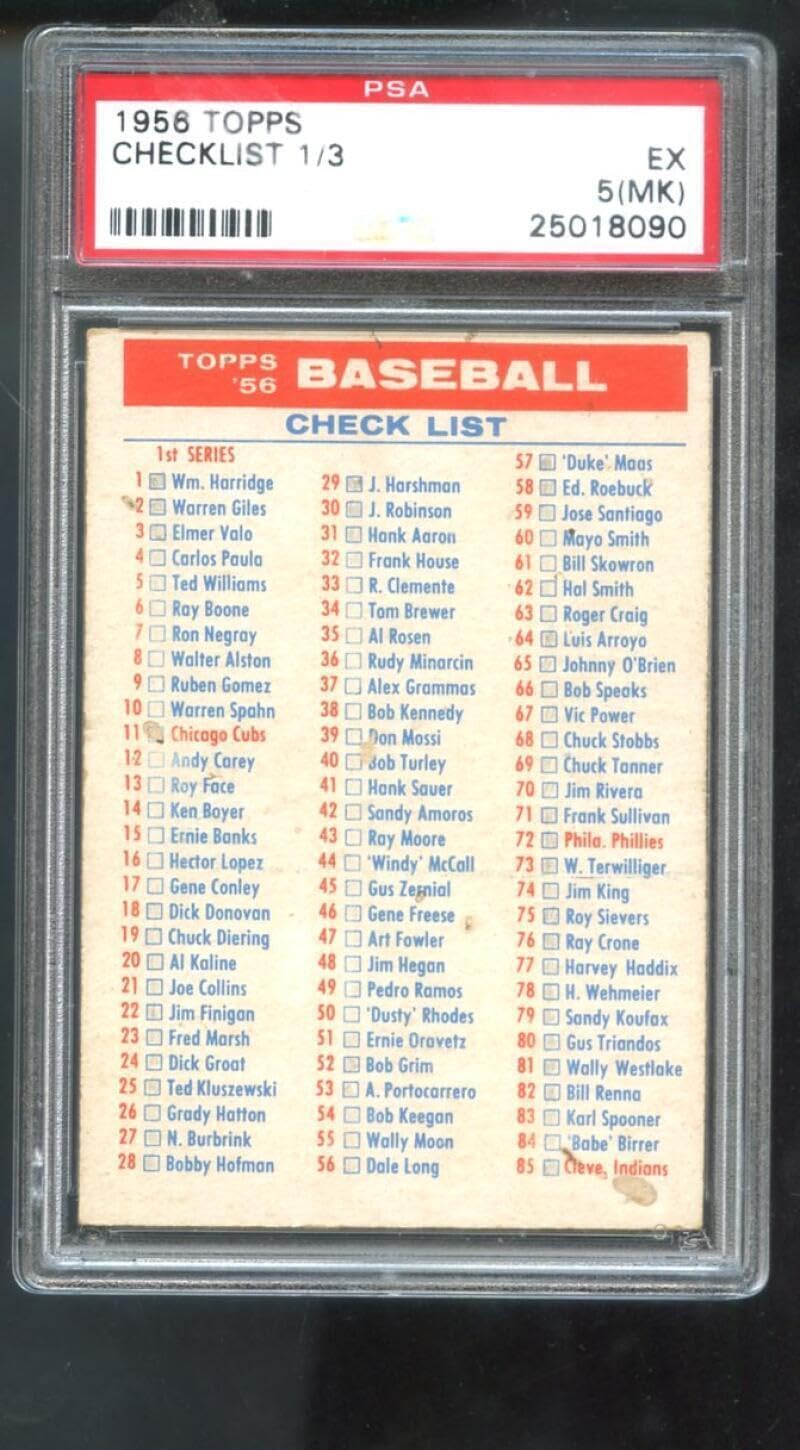 PSA
1956 TOPPS
CHECKLIST 1/3
EX
5(MK)
25018090
TOPPS '56 BASEBALL
CHECK LIST
1st SERIES
1 Wm. Harridge
2 Warren Giles
3 Elmer Valo
4 Carlos Paula
5 Ted Williams
6 Ray Boone
7 Ron Negray
8 Walter Alston
9 Ruben Gomez
10 Warren Spahn
11 Chicago Cubs
12 Andy Carey
13 Roy Face
14 Ken Boyer
15 Ernie Banks
16 Hector Lopez
17 Gene Conley
18 Dick Donovan
19 Chuck Diering
20 Al Kaline
21 Joe Collins
22 Jim Finigan
23 Fred Marsh
24 Dick Groat
25 Ted Kluszewski
26 Grady Hatton
27 N. Burbrink
28 Bobby Hofman
29 J. Harshman
30 J. Robinson
31 Hank Aaron
32 Frank House
33 R. Clemente
34 Tom Brewer
35 Al Rosen
36 Rudy Minarcin
37 Alex Grammas
38 Bob Kennedy
39 Don Mossi
40 Bob Turley
41 Hank Sauer
42 Sandy Amoros
43 Ray Moore
44 'Windy' McCall
45 Gus Zernial
46 Gene Freese
47 Art Fowler
48 Jim Hegan
49 Pedro Ramos
50 'Dusty' Rhodes
51 Ernie Oravetz
52 Bob Grim
53 A. Portocarrero
54 Bob Keegan
55 Wally Moon
56 Dale Long
57 'Duke' Maas
58 Ed. Roebuck
59 Jose Santiago
60 Mayo Smith
61 Bill Skowron
62 Hal Smith
63 Roger Craig
64 Luis Arroyo
65 Johnny O'Brien
66 Bob Speaks
67 Vic Power
68 Chuck Stobbs
69 Chuck Tanner
70 Jim Rivera
71 Frank Sullivan
72 Phila. Phillies
73 W. Terwilliger
74 Jim King
75 Roy Sievers
76 Ray Crone
77 Harvey Haddix
78 H. Wehmeier
79 Sandy Koufax
80 Gus Triandos
81 Wally Westlake
82 Bill Renna
83 Karl Spooner
84 'Babe' Birrer
85 Cleve. Indians